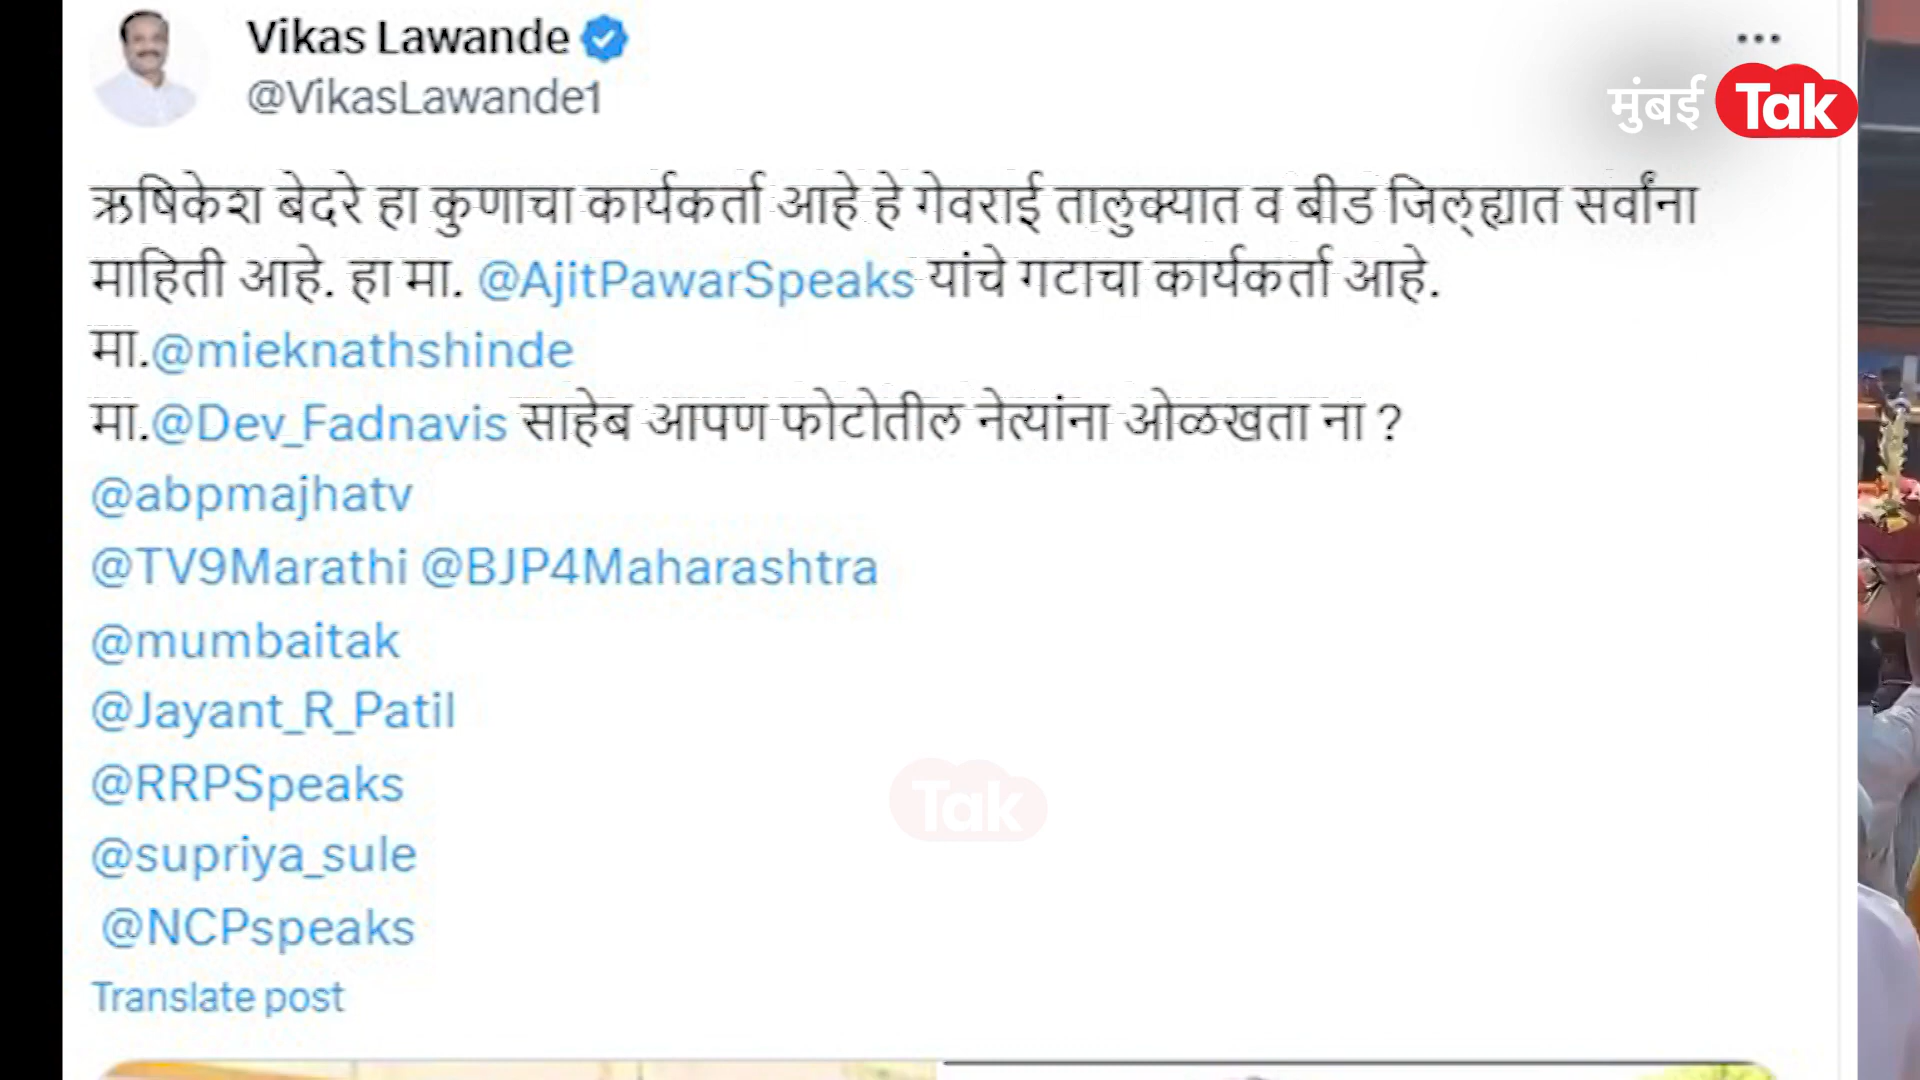 Vikas Lawande
@VikasLawande1
मुंबई Tak
ऋषिकेश बेदरे हा कुणाचा कार्यकर्ता आहे हे गेवराई तालुक्यात व बीड जिल्ह्यात सर्वांना
माहिती आहे. हा मा. @AjitPawarSpeaks यांचे गटाचा कार्यकर्ता आहे.
मा.@mieknathshinde
मा.@Dev_Fadnavis साहेब आपण फोटोतील नेत्यांना ओळखता ना ?
@abpmajhatv
@TV9Marathi @BJP4Maharashtra
@mumbaitak
@Jayant_R_Patil
@RRPSpeaks
Tak
@supriya_sule
@NCPspeaks
Translate post